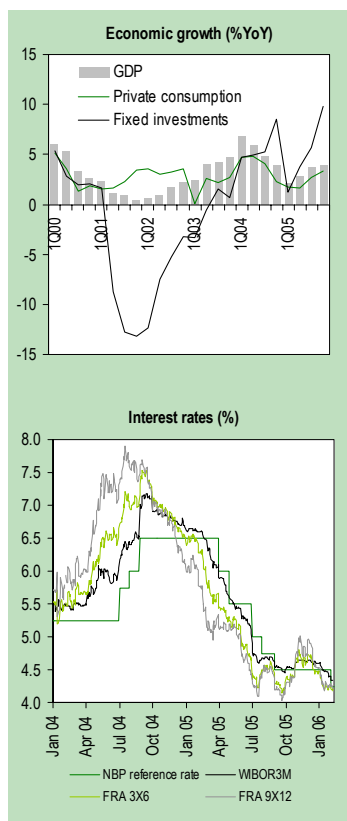 Economic growth (%YoY)
15
GDP
10
Private consumption
Fixed investments
5
0
1Q00 1Q01 1Q02 1Q03 1Q04 1Q05
-5
-10
-15
Interest rates (%)
8.0
7.5
7.0
6.5
6.0
5.5
5.0
4.5
4.0
Jan 04 Apr 04 Jul 04 Oct 04 Jan 05 Apr 05 Jul 05 Oct 05 Jan 06
NBP reference rate WIBOR3M
FRA 3X6 FRA 9X12